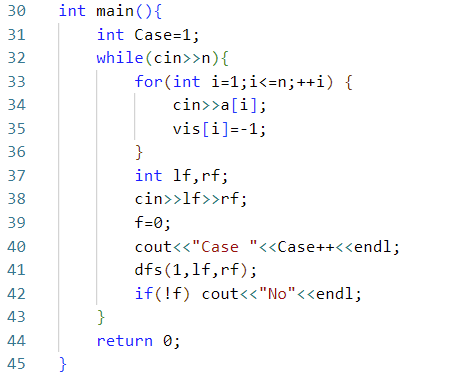 30 int main(){
31     int Case=1;
32     while(cin>>n){
33         for(int i=1;i<=n;++i) {
34             cin>>a[i];
35             vis[i]=-1;
36         }
37         int lf,rf;
38         cin>>lf>>rf;
39         f=0;
40         cout<<"Case "<<Case++<<endl;
41         dfs(1,lf,rf);
42         if(!f) cout<<"No"<<endl;
43     }
44     return 0;
45 }